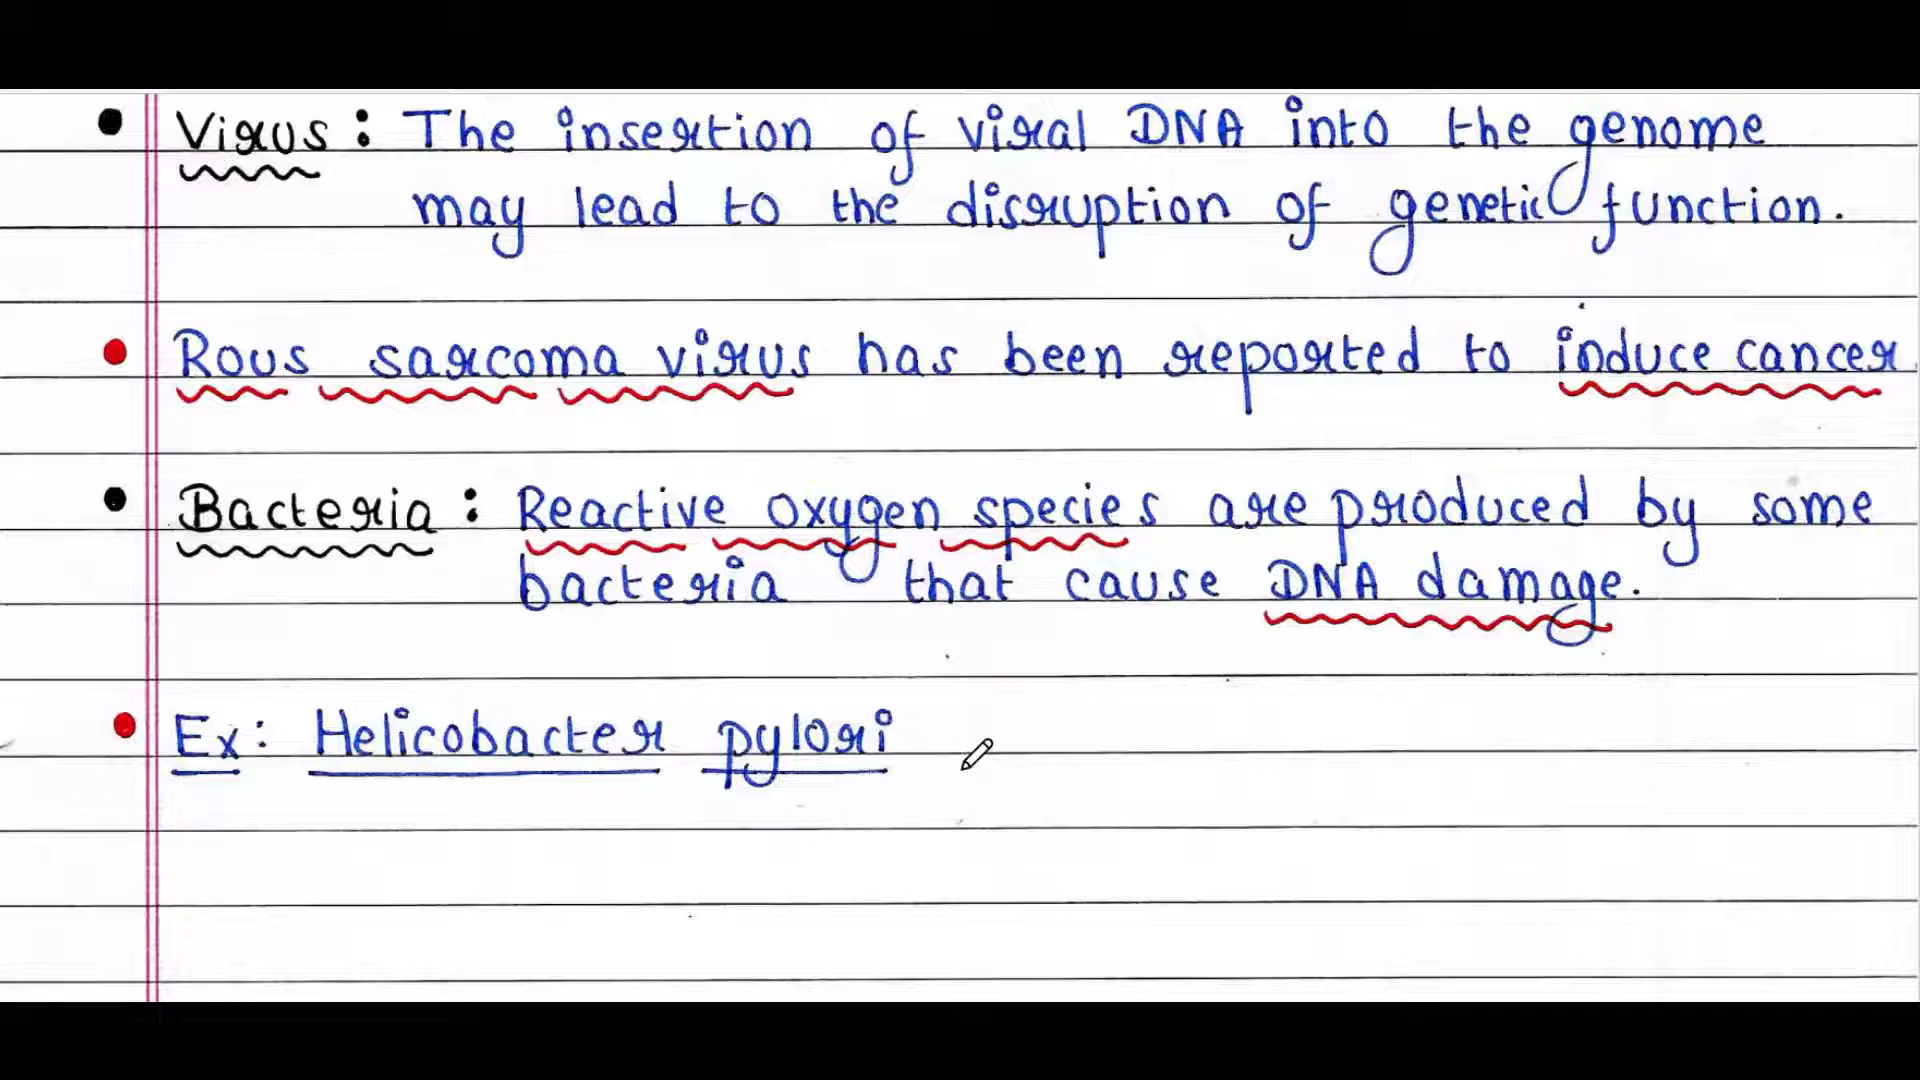 • Virus : The insertion of viral DNA into the genome
may lead to the disruption of genetic function.
• Rous sarcoma virus has been reported to induce cancer
• Bacteria : Reactive oxygen species are produced by some
bacteria that cause DNA damage.
• Ex : Helicobacter pylori